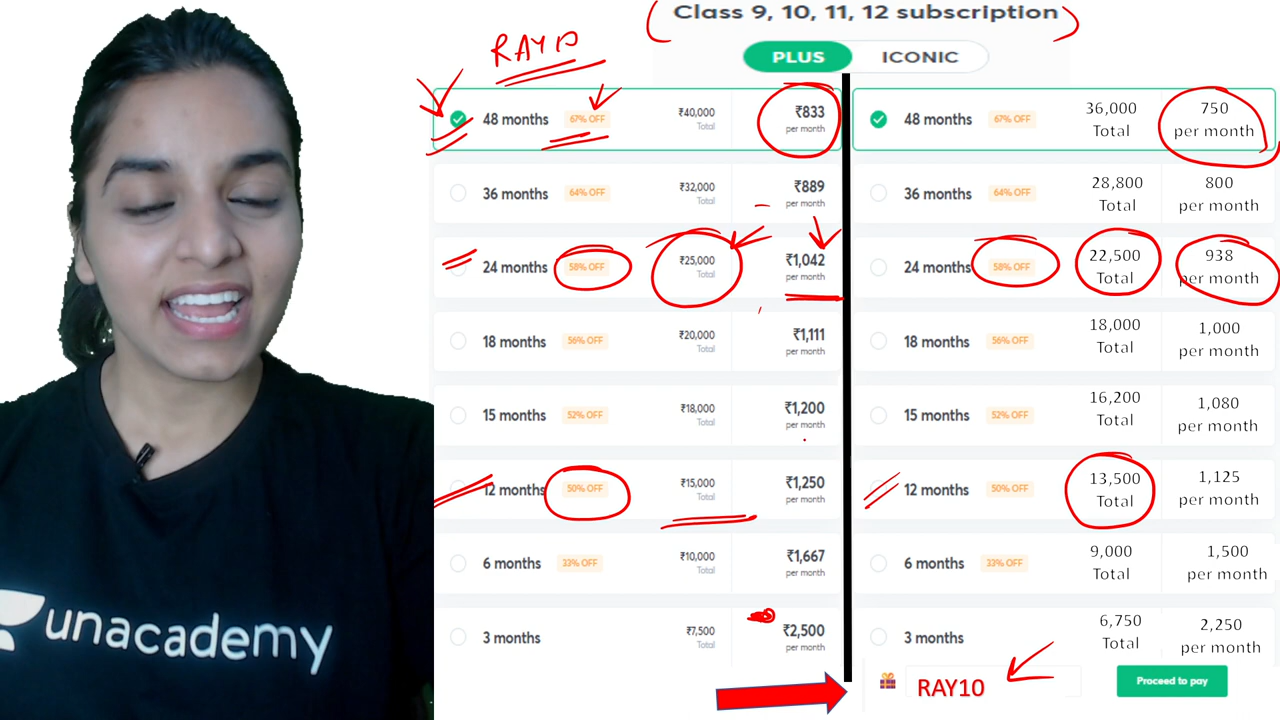 Class 9, 10, 11, 12 subscription
PLUS ICONIC
RAY10
48 months 67% OFF ₹40,000 Total ₹833 per month
36 months 64% OFF ₹32,000 Total ₹889 per month
24 months 58% OFF ₹25,000 Total ₹1,042 per month
18 months 56% OFF ₹20,000 Total ₹1,111 per month
15 months 52% OFF ₹18,000 Total ₹1,200 per month
12 months 50% OFF ₹15,000 Total ₹1,250 per month
6 months 33% OFF ₹10,000 Total ₹1,667 per month
3 months ₹7,500 Total ₹2,500 per month
48 months 67% OFF 36,000 Total 750 per month
36 months 64% OFF 28,800 Total 800 per month
24 months 58% OFF 22,500 Total 938 per month
18 months 56% OFF 18,000 Total 1,000 per month
15 months 52% OFF 16,200 Total 1,080 per month
12 months 50% OFF 13,500 Total 1,125 per month
6 months 33% OFF 9,000 Total 1,500 per month
3 months 6,750 Total 2,250 per month
RAY10 Proceed to pay
unacademy